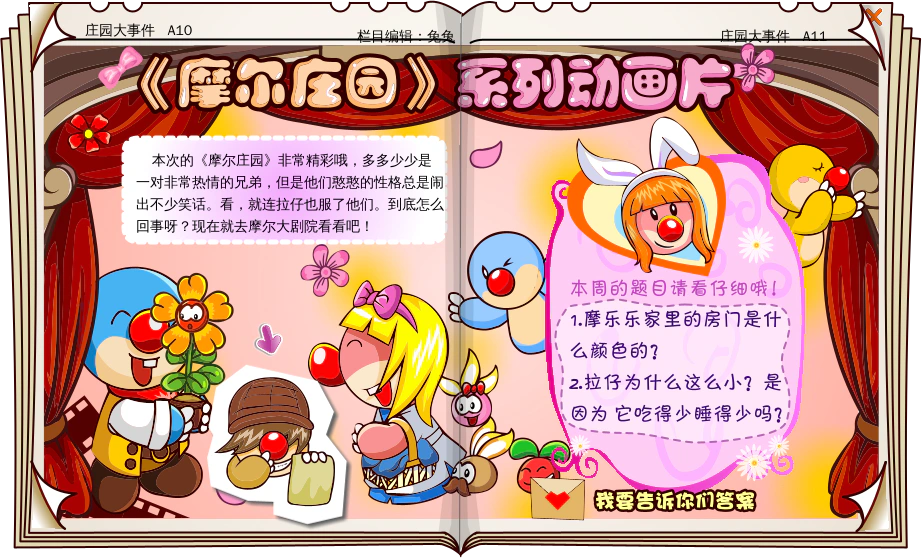 庄园大事件 A10
栏目编辑：兔兔
庄园大事件 A11
《摩尔庄园》系列动画片
本次的《摩尔庄园》非常精彩哦，多多少少是
一对非常热情的兄弟，但是他们憨憨的性格总是闹
出不少笑话。看，就连拉仔也服了他们。到底怎么
回事呀？现在就去摩尔大剧院看看吧！
本周的题目请看仔细哦！
1.摩乐乐家里的房门是什
么颜色的？
2.拉仔为什么这么小？是
因为 它吃得少睡得少吗？
我要告诉你们答案